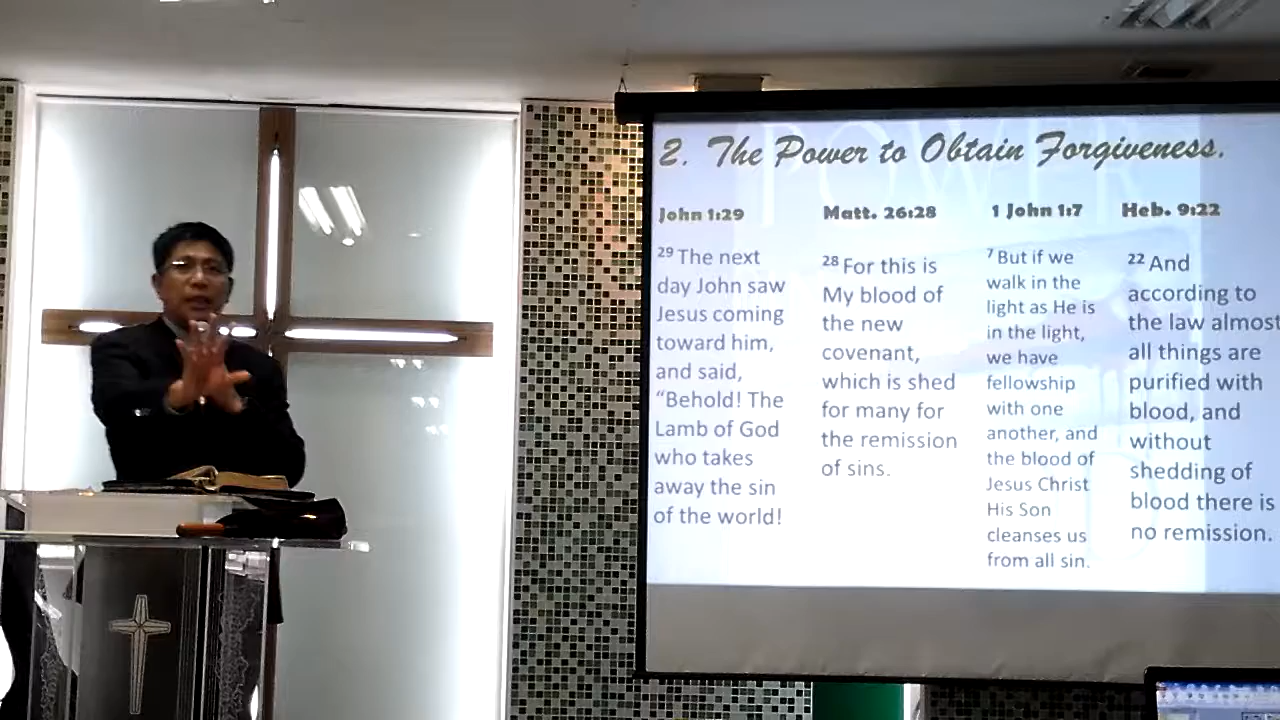 2. The Power to Obtain Forgiveness.
John 1:29
29 The next
day John saw
Jesus coming
toward him,
and said,
“Behold! The
Lamb of God
who takes
away the sin
of the world!
Matt. 26:28
28 For this is
My blood of
the new
covenant,
which is shed
for many for
the remission
of sins.
1 John 1:7
7 But if we
walk in the
light as He is
in the light,
we have
fellowship
with one
another, and
the blood of
Jesus Christ
His Son
cleanses us
from all sin.
Heb. 9:22
22 And
according to
the law almost
all things are
purified with
blood, and
without
shedding of
blood there is
no remission.
POWER